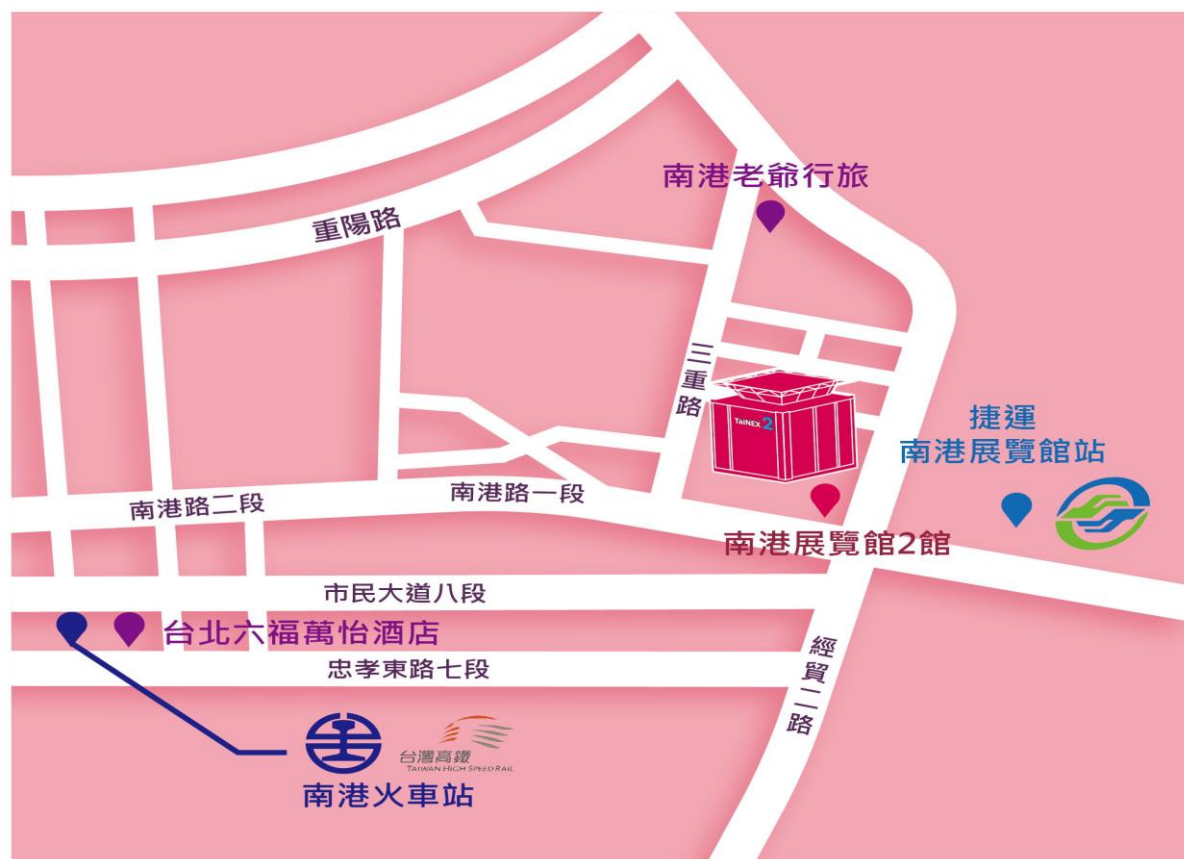 南港老爺行旅
重陽路
三重路
TaiNEX 2
捷運
南港展覽館站
南港路二段
南港路一段
南港展覽館2館
市民大道八段
台北六福萬怡酒店
忠孝東路七段
經貿二路
台灣高鐵
TAIWAN HIGH SPEED RAIL
南港火車站